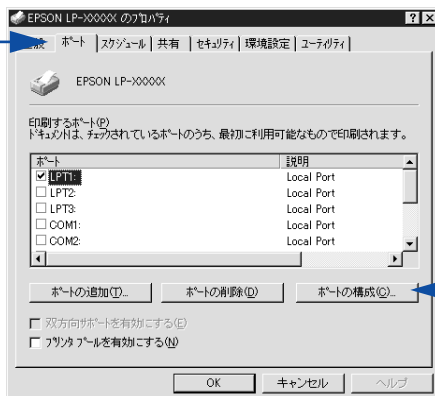 EPSON LP-XXXXX のプロパティ
ポート スケジュール 共有 セキュリティ 環境設定 ユーティリティ
EPSON LP-XXXXX
印刷するポート(P)
ドキュメントは、チェックされているポートのうち、最初に利用可能なもので印刷されます。
ポート 説明
LPT1: Local Port
LPT2: Local Port
LPT3: Local Port
COM1: Local Port
COM2: Local Port
ポートの追加(T)... ポートの削除(D) ポートの構成(C)...
双方向サポートを有効にする(E)
プリンタ プールを有効にする(N)
OK キャンセル ヘルプ